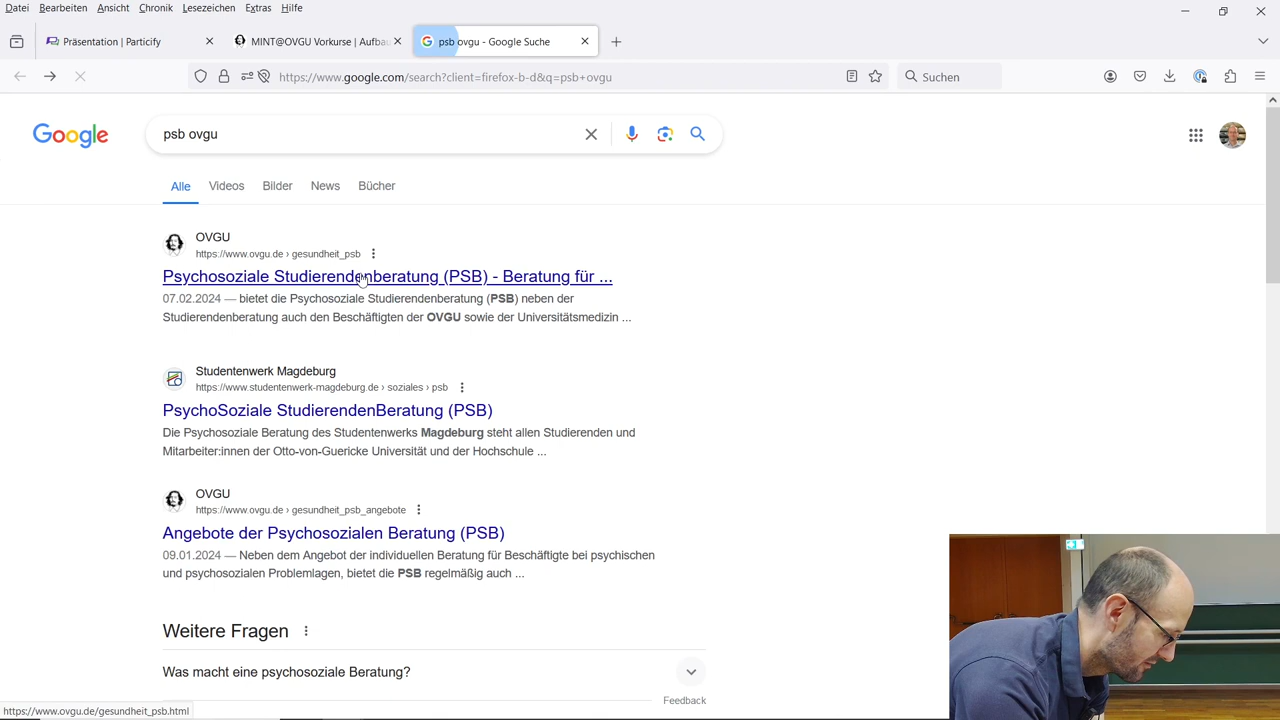 Datei Bearbeiten Ansicht Chronik Lesezeichen Extras Hilfe
Präsentation | Particify
MINT@OVGU Vorkurse | Aufbau
psb ovgu - Google Suche
https://www.google.com/search?client=firefox-b-d&q=psb+ovgu
Suchen
Google
psb ovgu
Alle Videos Bilder News Bücher
OVGU
https://www.ovgu.de › gesundheit_psb
Psychosoziale Studierendenberatung (PSB) - Beratung für ...
07.02.2024 — bietet die Psychosoziale Studierendenberatung (PSB) neben der
Studierendenberatung auch den Beschäftigten der OVGU sowie der Universitätsmedizin ...
Studentenwerk Magdeburg
https://www.studentenwerk-magdeburg.de › soziales › psb
PsychoSoziale StudierendenBeratung (PSB)
Die Psychosoziale Beratung des Studentenwerks Magdeburg steht allen Studierenden und
Mitarbeiter:innen der Otto-von-Guericke Universität und der Hochschule ...
OVGU
https://www.ovgu.de › gesundheit_psb_angebote
Angebote der Psychosozialen Beratung (PSB)
09.01.2024 — Neben dem Angebot der individuellen Beratung für Beschäftigte bei psychischen
und psychosozialen Problemlagen, bietet die PSB regelmäßig auch ...
Weitere Fragen
Was macht eine psychosoziale Beratung?
Feedback
https://www.ovgu.de/gesundheit_psb.html